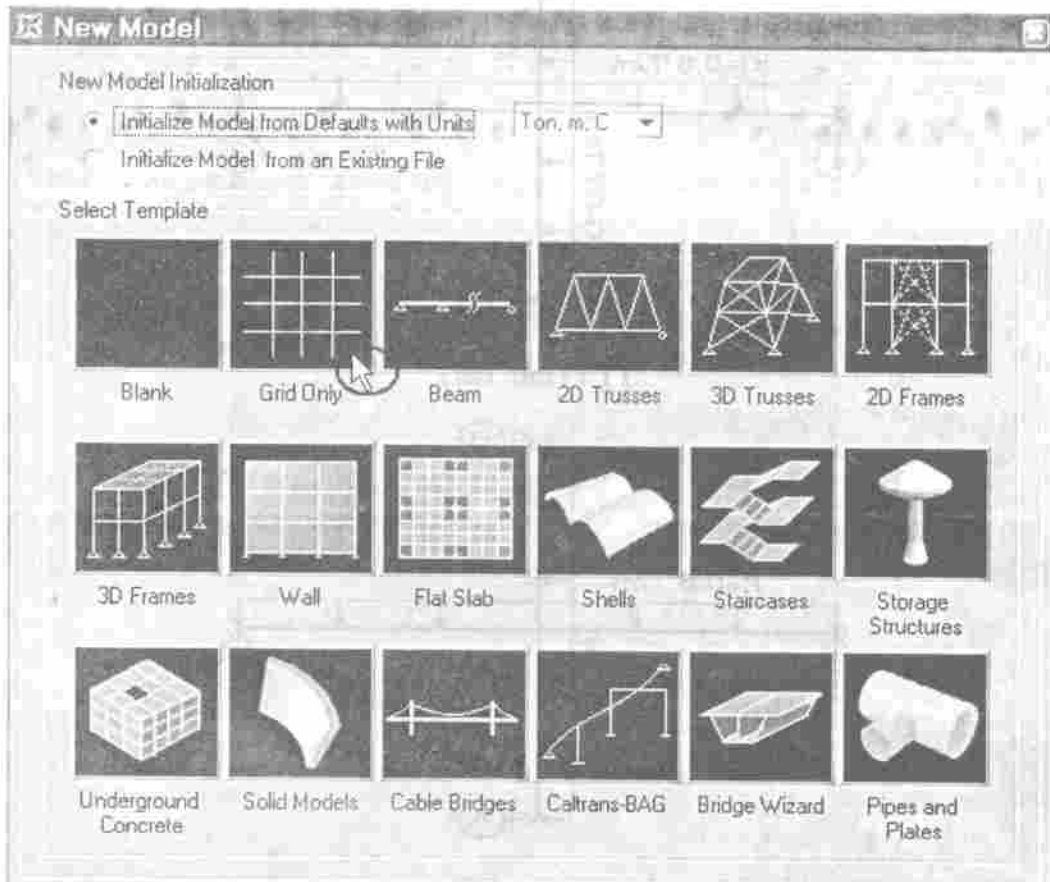 New Model
New Model Initialization
Initialize Model from Defaults with Units
Ton, m, C
Initialize Model from an Existing File
Select Template
Blank
Grid Only
Beam
2D Trusses
3D Trusses
2D Frames
3D Frames
Wall
Flat Slab
Shells
Staircases
Storage
Structures
Underground
Concrete
Solid Models
Cable Bridges
Caltrans-BAG
Bridge Wizard
Pipes and
Plates